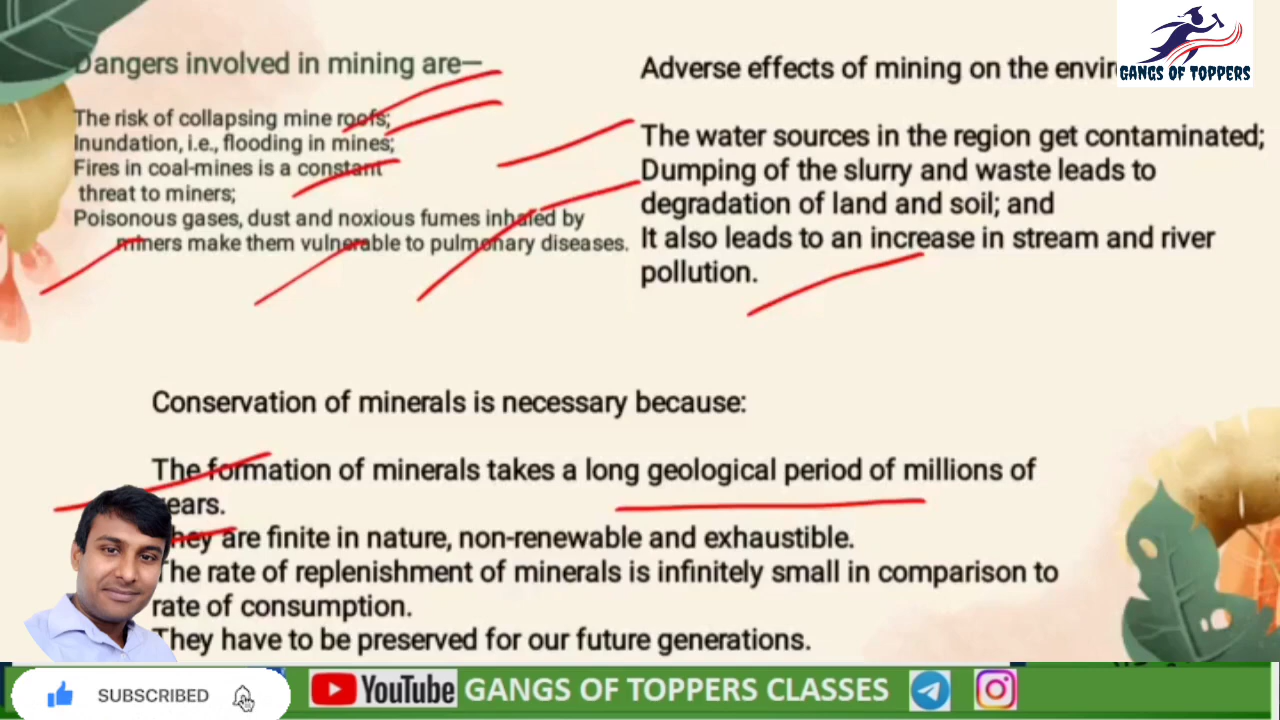 Dangers involved in mining are—
The risk of collapsing mine roofs;
Inundation, i.e., flooding in mines;
Fires in coal-mines is a constant
threat to miners;
Poisonous gases, dust and noxious fumes inhaled by
miners make them vulnerable to pulmonary diseases.
Adverse effects of mining on the
The water sources in the region get contaminated;
Dumping of the slurry and waste leads to
degradation of land and soil; and
It also leads to an increase in stream and river
pollution.
GANGS OF TOPPERS
Conservation of minerals is necessary because:
The formation of minerals takes a long geological period of millions of
years.
They are finite in nature, non-renewable and exhaustible.
The rate of replenishment of minerals is infinitely small in comparison to
rate of consumption.
They have to be preserved for our future generations.
SUBSCRIBED
YouTube GANGS OF TOPPERS CLASSES